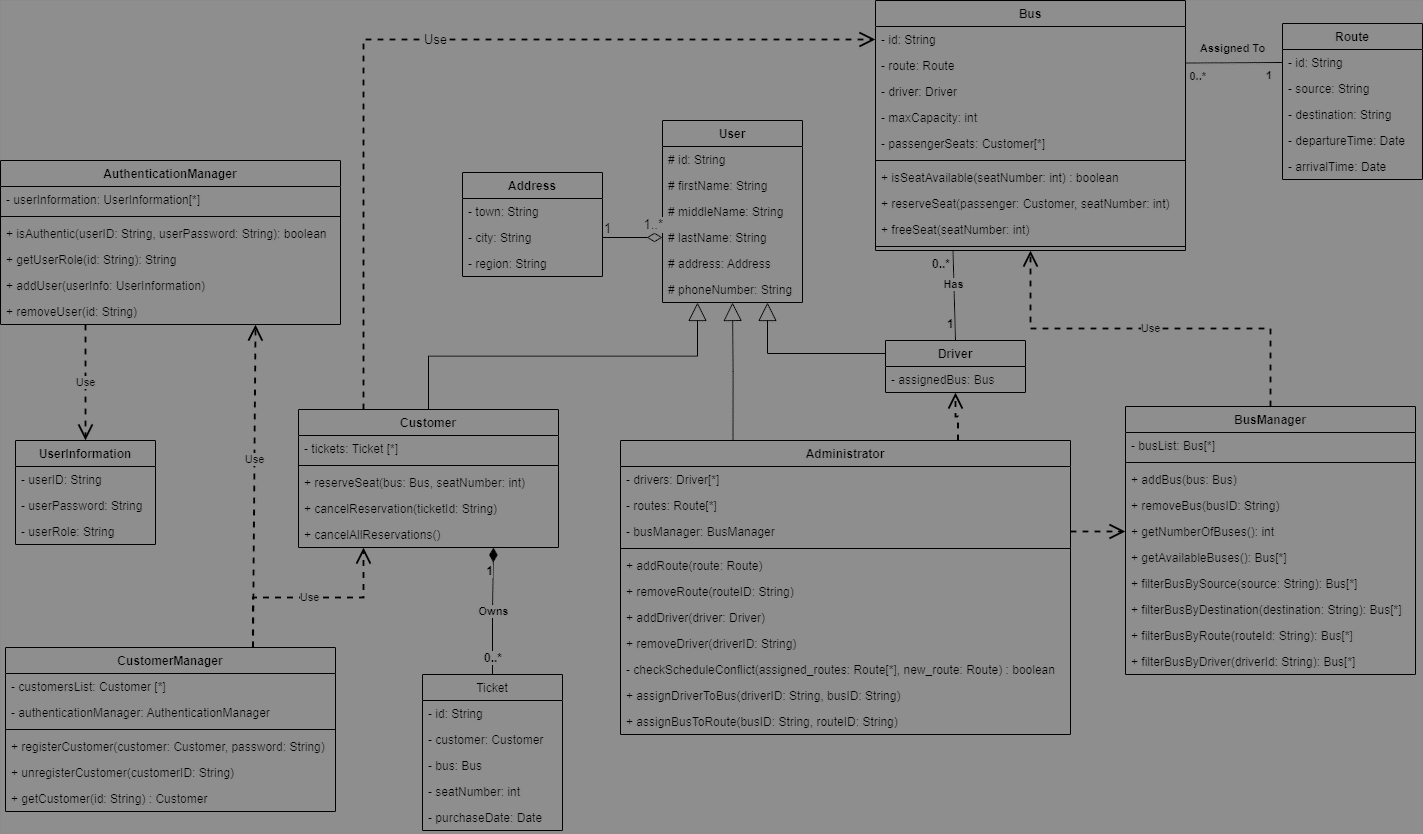 Bus
- id: String
- route: Route
- driver: Driver
- maxCapacity: int
- passengerSeats: Customer[*]
+ isSeatAvailable(seatNumber: int) : boolean
+ reserveSeat(passenger: Customer, seatNumber: int)
+ freeSeat(seatNumber: int)
Assigned To
0..*
1
Route
- id: String
- source: String
- destination: String
- departureTime: Date
- arrivalTime: Date
Use
User
# id: String
# firstName: String
# middleName: String
# lastName: String
# address: Address
# phoneNumber: String
Address
- town: String
- city: String
- region: String
1
1..*
AuthenticationManager
- userInformation: UserInformation[*]
+ isAuthentic(userID: String, userPassword: String): boolean
+ getUserRole(id: String): String
+ addUser(userInfo: UserInformation)
+ removeUser(id: String)
Use
UserInformation
- userID: String
- userPassword: String
- userRole: String
Use
Use
0..*
Has
1
Driver
- assignedBus: Bus
Use
Customer
- tickets: Ticket [*]
+ reserveSeat(bus: Bus, seatNumber: int)
+ cancelReservation(ticketId: String)
+ cancelAllReservations()
1
Owns
0..*
Ticket
- id: String
- customer: Customer
- bus: Bus
- seatNumber: int
- purchaseDate: Date
CustomerManager
- customersList: Customer [*]
- authenticationManager: AuthenticationManager
+ registerCustomer(customer: Customer, password: String)
+ unregisterCustomer(customerID: String)
+ getCustomer(id: String) : Customer
Administrator
- drivers: Driver[*]
- routes: Route[*]
- busManager: BusManager
+ addRoute(route: Route)
+ removeRoute(routeID: String)
+ addDriver(driver: Driver)
+ removeDriver(driverID: String)
- checkScheduleConflict(assigned_routes: Route[*], new_route: Route) : boolean
+ assignDriverToBus(driverID: String, busID: String)
+ assignBusToRoute(busID: String, routeID: String)
BusManager
- busList: Bus[*]
+ addBus(bus: Bus)
+ removeBus(busID: String)
+ getNumberOfBuses(): int
+ getAvailableBuses(): Bus[*]
+ filterBusBySource(source: String): Bus[*]
+ filterBusByDestination(destination: String): Bus[*]
+ filterBusByRoute(routeId: String): Bus[*]
+ filterBusByDriver(driverId: String): Bus[*]